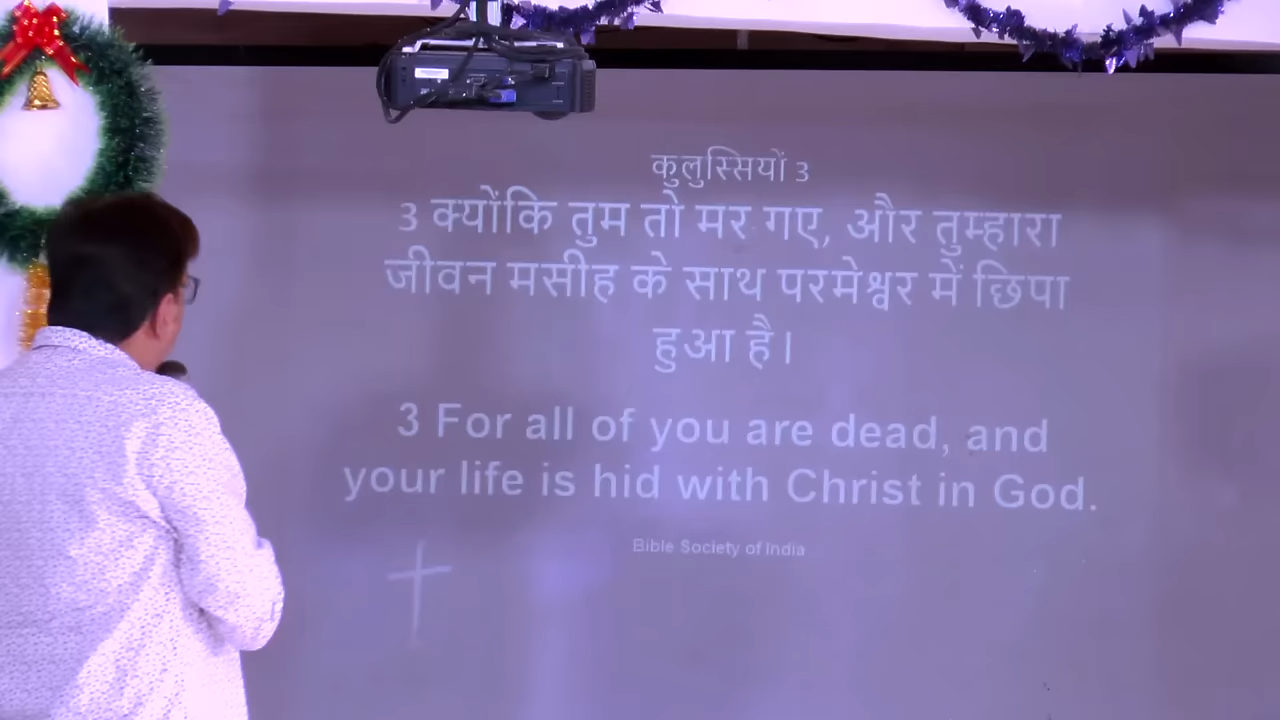 कुलुस्सियों 3
3 क्योंकि तुम तो मर गए, और तुम्हारा
जीवन मसीह के साथ परमेश्वर में छिपा
हुआ है।
3 For all of you are dead, and
your life is hid with Christ in God.
Bible Society of India